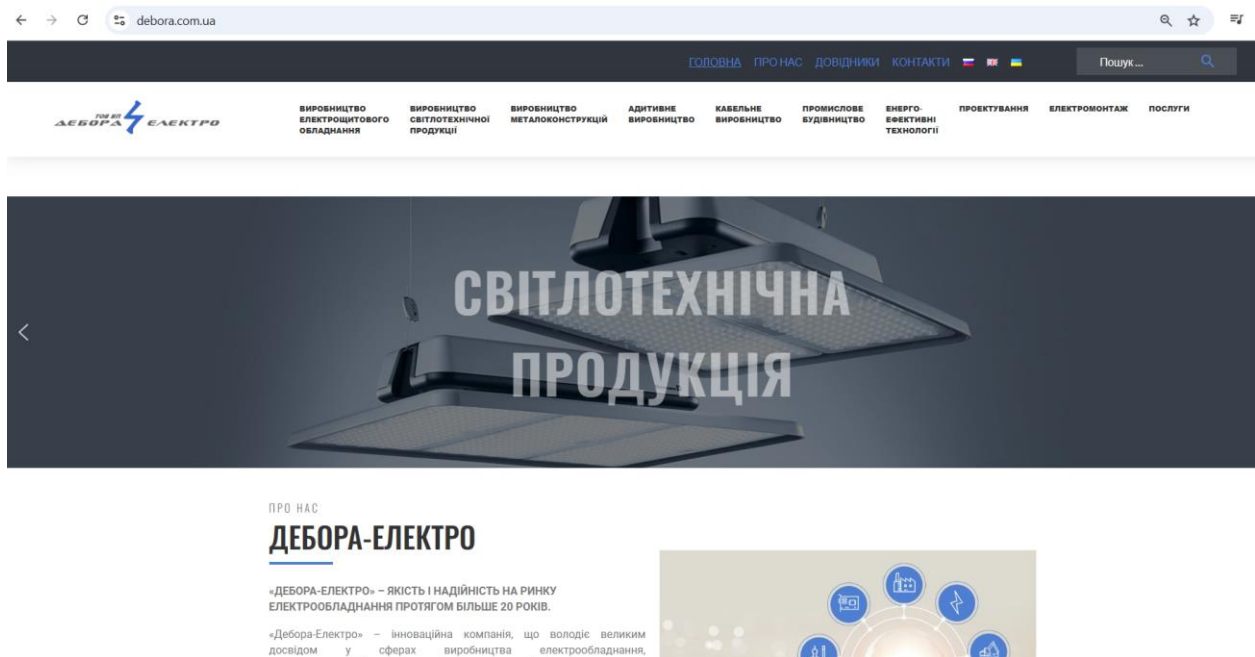 debora.com.ua
ГОЛОВНА ПРО НАС ДОВІДНИКИ КОНТАКТИ Пошук ...
ТОВ ВП
ДЕБОРА ЕЛЕКТРО
ВИРОБНИЦТВО
ЕЛЕКТРОЩИТОВОГО
ОБЛАДНАННЯ
ВИРОБНИЦТВО
СВІТЛОТЕХНІЧНОЇ
ПРОДУКЦІЇ
ВИРОБНИЦТВО
МЕТАЛОКОНСТРУКЦІЙ
АДИТИВНЕ
ВИРОБНИЦТВО
КАБЕЛЬНЕ
ВИРОБНИЦТВО
ПРОМИСЛОВЕ
БУДІВНИЦТВО
ЕНЕРГО-
ЕФЕКТИВНІ
ТЕХНОЛОГІЇ
ПРОЕКТУВАННЯ
ЕЛЕКТРОМОНТАЖ
ПОСЛУГИ
СВІТЛОТЕХНІЧНА
ПРОДУКЦІЯ
ПРО НАС
ДЕБОРА-ЕЛЕКТРО
«ДЕБОРА-ЕЛЕКТРО» – ЯКІСТЬ І НАДІЙНІСТЬ НА РИНКУ
ЕЛЕКТРООБЛАДНАННЯ ПРОТЯГОМ БІЛЬШЕ 20 РОКІВ.
«Дебора-Електро» – інноваційна компанія, що володіє великим
досвідом у сферах виробництва електрообладнання,